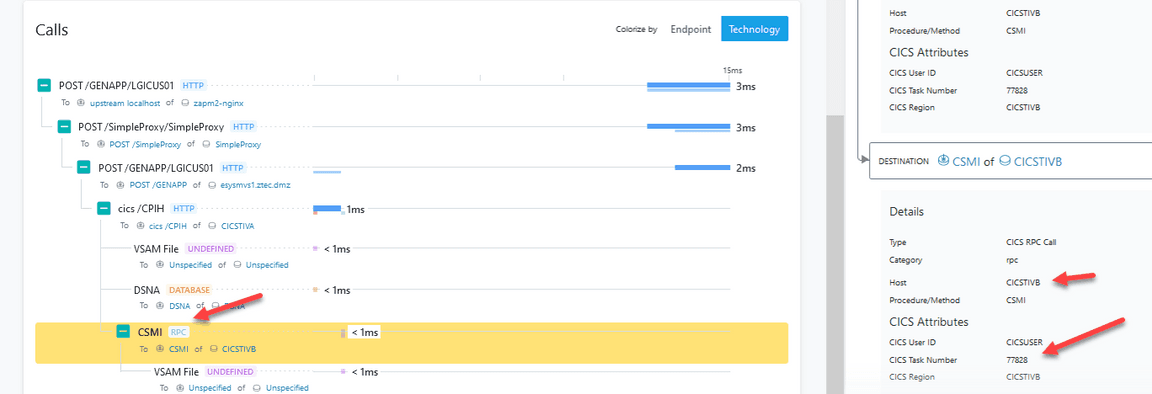 Calls
Colorize by Endpoint Technology
15ms
POST /GENAPP/LGICUS01 HTTP 3ms
To upstream localhost of zapm2-nginx
POST /SimpleProxy/SimpleProxy HTTP 3ms
To POST /SimpleProxy of SimpleProxy
POST /GENAPP/LGICUS01 HTTP 2ms
To POST /GENAPP of esysmvs1.ztec.dmz
cics /CPIH HTTP 1ms
To cics /CPIH of CICSTIVA
VSAM File UNDEFINED < 1ms
To Unspecified of Unspecified
DSNA DATABASE < 1ms
To DSNA of
CSMI RPC < 1ms
To CSMI of CICSTIVB
VSAM File UNDEFINED < 1ms
To Unspecified of Unspecified
Host CICSTIVB
Procedure/Method CSMI
CICS Attributes
CICS User ID CICSUSER
CICS Task Number 77828
CICS Region CICSTIVB
DESTINATION CSMI of CICSTIVB
Details
Type CICS RPC Call
Category rpc
Host CICSTIVB
Procedure/Method CSMI
CICS Attributes
CICS User ID CICSUSER
CICS Task Number 77828
CICS Region CICSTIVB